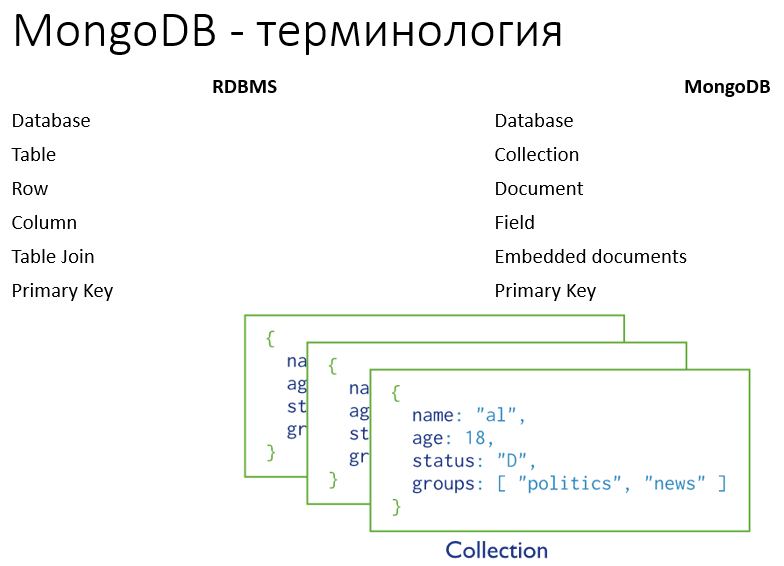 MongoDB - терминология
RDBMS MongoDB
Database Database
Table Collection
Row Document
Column Field
Table Join Embedded documents
Primary Key Primary Key
{
na
ag
st
gr
}
{
na
ag
st
gr
}
{
name: "al",
age: 18,
status: "D",
groups: [ "politics", "news" ]
}
Collection